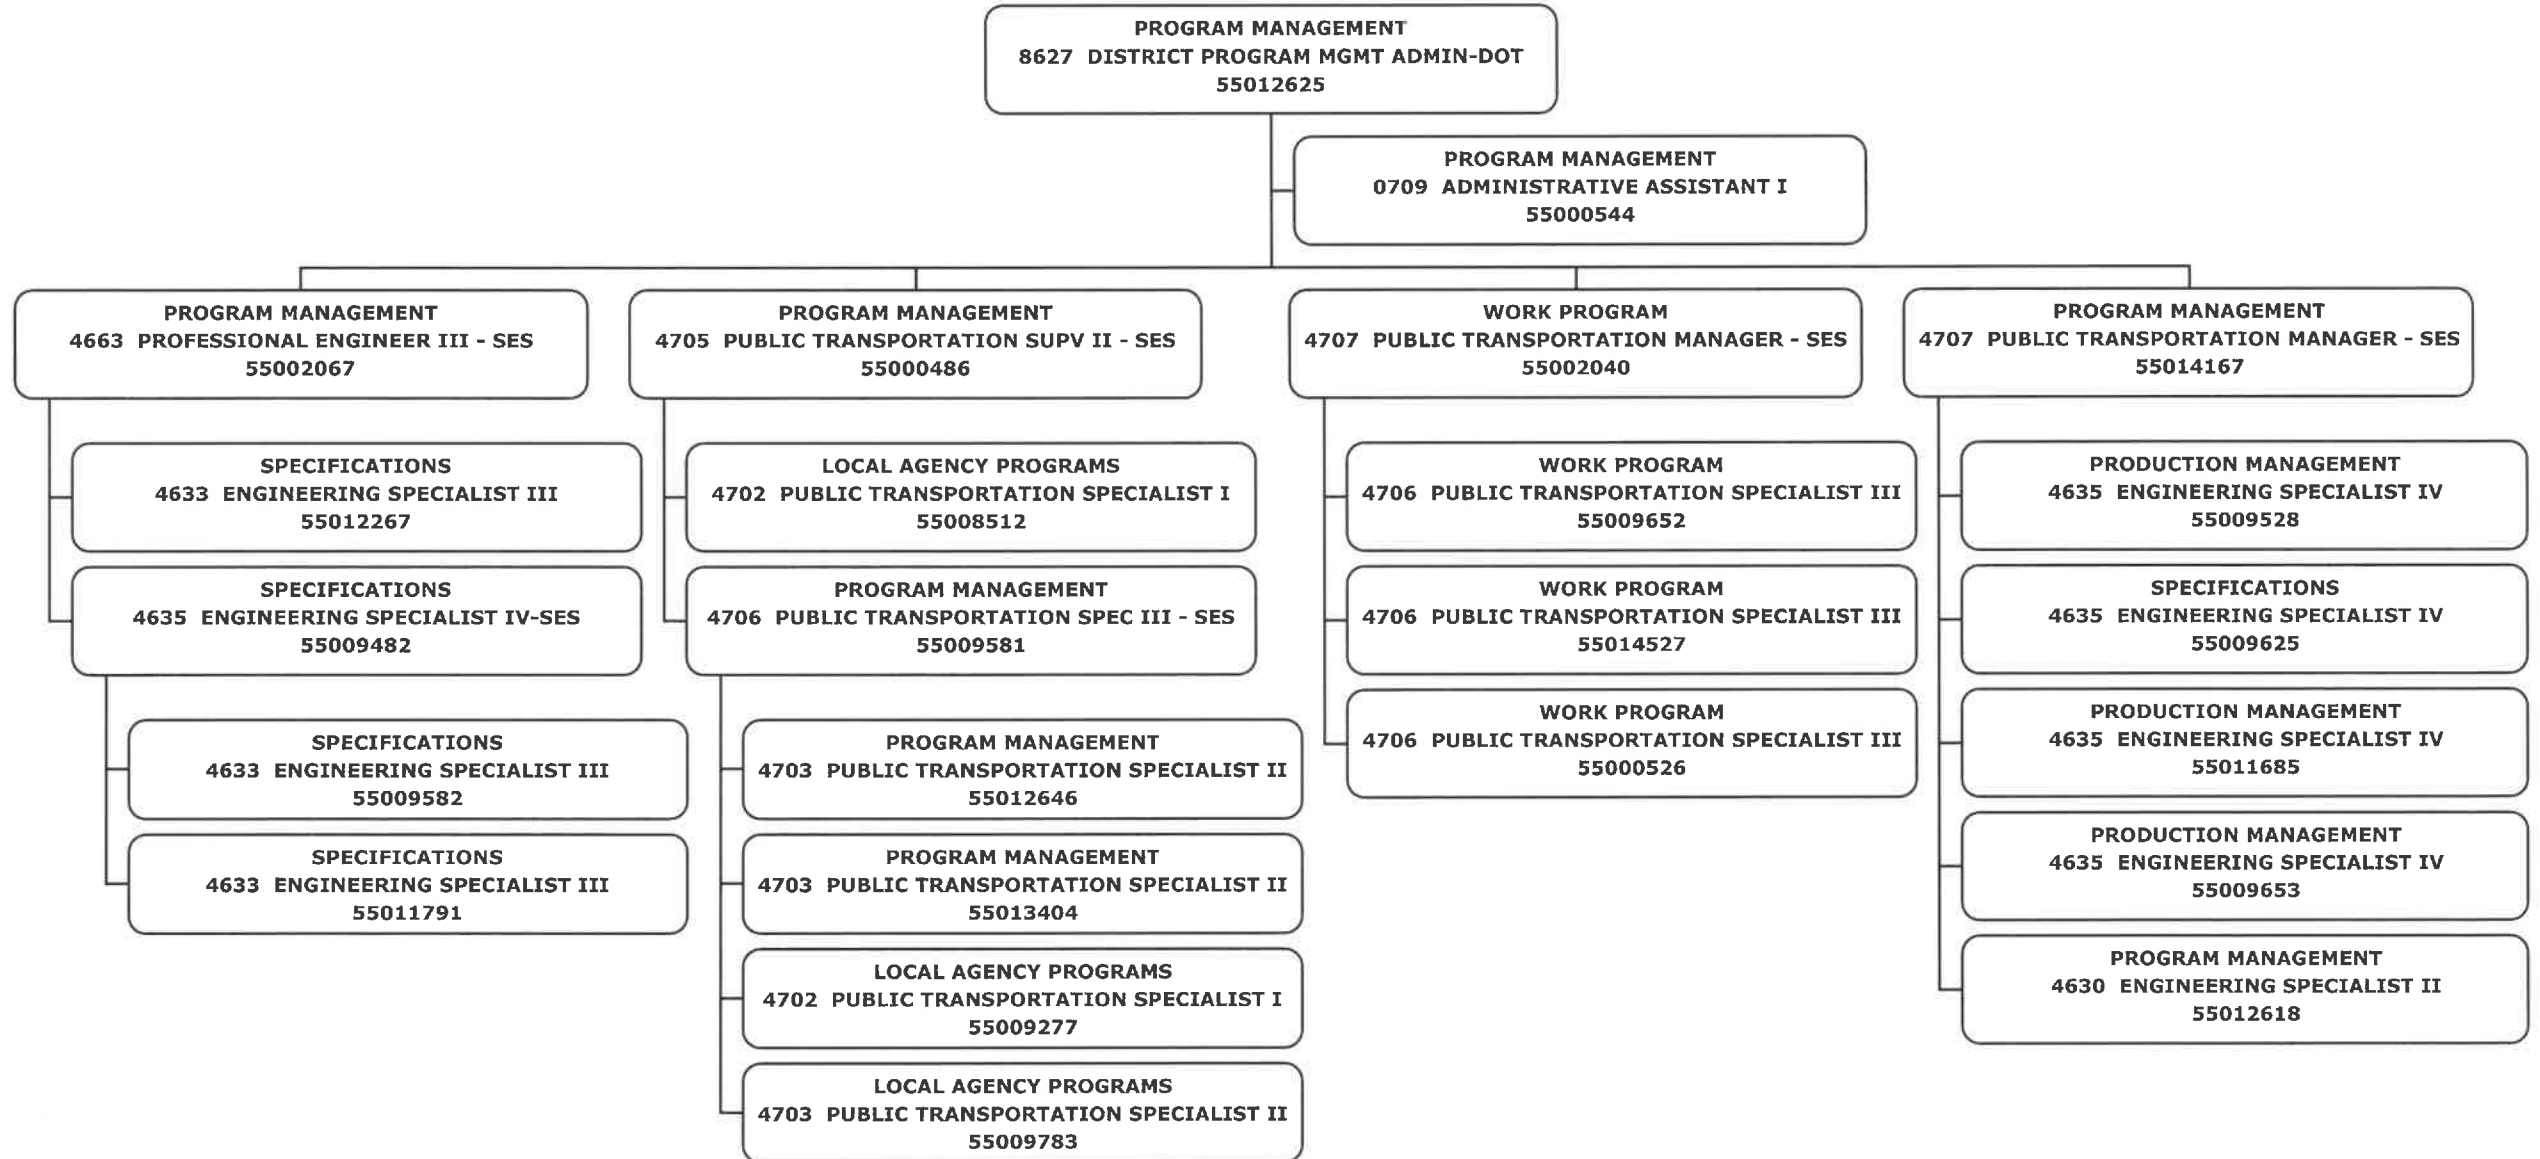 PROGRAM MANAGEMENT
8627 DISTRICT PROGRAM MGMT ADMIN-DOT
55012625
PROGRAM MANAGEMENT
0709 ADMINISTRATIVE ASSISTANT I
55000544
PROGRAM MANAGEMENT
4663 PROFESSIONAL ENGINEER III - SES
55002067
SPECIFICATIONS
4633 ENGINEERING SPECIALIST III
55012267
SPECIFICATIONS
4635 ENGINEERING SPECIALIST IV-SES
55009482
SPECIFICATIONS
4633 ENGINEERING SPECIALIST III
55009582
SPECIFICATIONS
4633 ENGINEERING SPECIALIST III
55011791
PROGRAM MANAGEMENT
4705 PUBLIC TRANSPORTATION SUPV II - SES
55000486
LOCAL AGENCY PROGRAMS
4702 PUBLIC TRANSPORTATION SPECIALIST I
55008512
PROGRAM MANAGEMENT
4706 PUBLIC TRANSPORTATION SPEC III - SES
55009581
PROGRAM MANAGEMENT
4703 PUBLIC TRANSPORTATION SPECIALIST II
55012646
PROGRAM MANAGEMENT
4703 PUBLIC TRANSPORTATION SPECIALIST II
55013404
LOCAL AGENCY PROGRAMS
4702 PUBLIC TRANSPORTATION SPECIALIST I
55009277
LOCAL AGENCY PROGRAMS
4703 PUBLIC TRANSPORTATION SPECIALIST II
55009783
WORK PROGRAM
4707 PUBLIC TRANSPORTATION MANAGER - SES
55002040
WORK PROGRAM
4706 PUBLIC TRANSPORTATION SPECIALIST III
55009652
WORK PROGRAM
4706 PUBLIC TRANSPORTATION SPECIALIST III
55014527
WORK PROGRAM
4706 PUBLIC TRANSPORTATION SPECIALIST III
55000526
PROGRAM MANAGEMENT
4707 PUBLIC TRANSPORTATION MANAGER - SES
55014167
PRODUCTION MANAGEMENT
4635 ENGINEERING SPECIALIST IV
55009528
SPECIFICATIONS
4635 ENGINEERING SPECIALIST IV
55009625
PRODUCTION MANAGEMENT
4635 ENGINEERING SPECIALIST IV
55011685
PRODUCTION MANAGEMENT
4635 ENGINEERING SPECIALIST IV
55009653
PROGRAM MANAGEMENT
4630 ENGINEERING SPECIALIST II
55012618